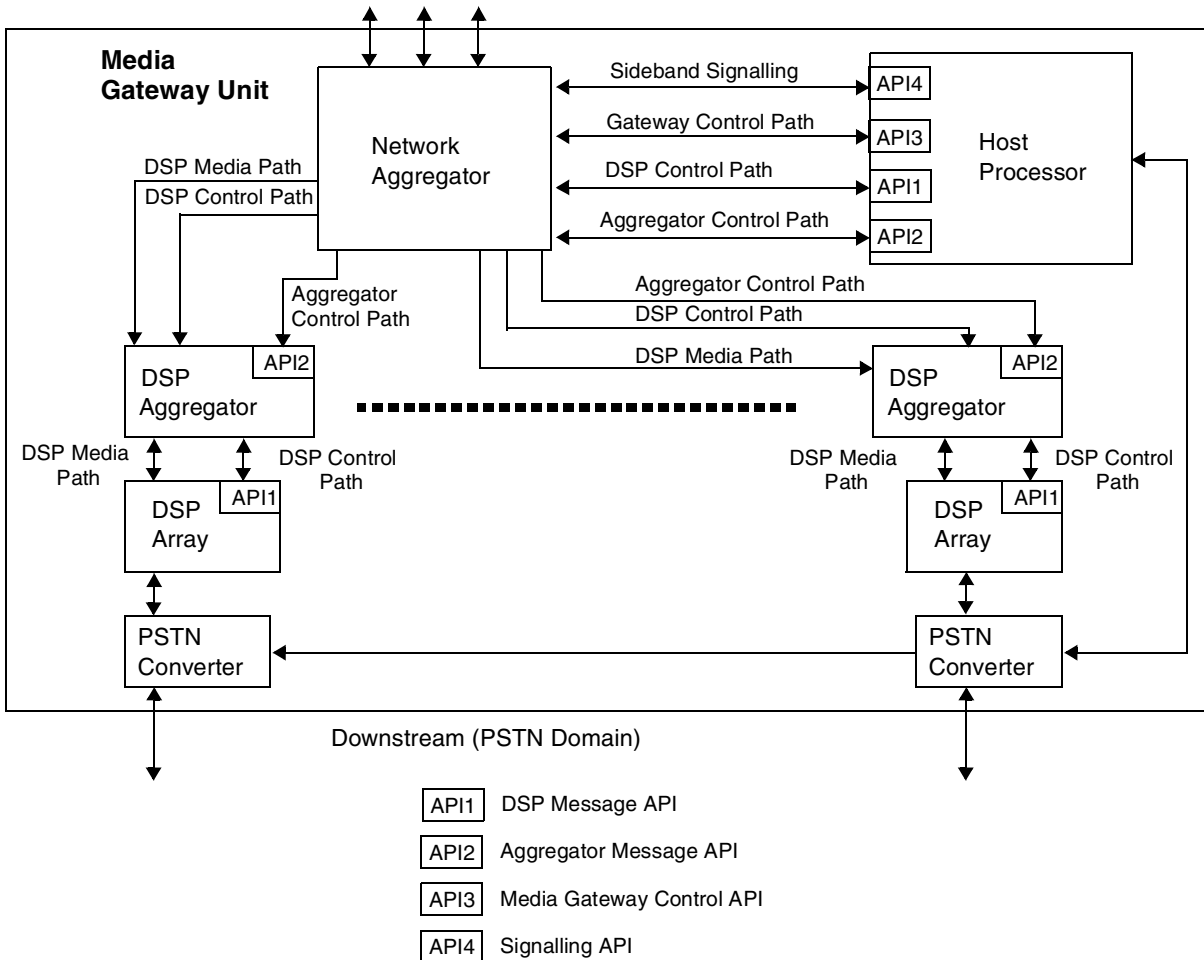 Media
Gateway Unit
Network
Aggregator
Sideband Signalling
Gateway Control Path
DSP Control Path
Aggregator Control Path
API4
API3
API1
API2
Host
Processor
DSP Media Path
DSP Control Path
Aggregator
Control Path
Aggregator Control Path
DSP Control Path
DSP Media Path
API2
DSP
Aggregator
API2
DSP
Aggregator
DSP Media
Path
DSP Control
Path
DSP Media
Path
DSP Control
Path
API1
DSP
Array
API1
DSP
Array
PSTN
Converter
PSTN
Converter
Downstream (PSTN Domain)
API1 DSP Message API
API2 Aggregator Message API
API3 Media Gateway Control API
API4 Signalling API